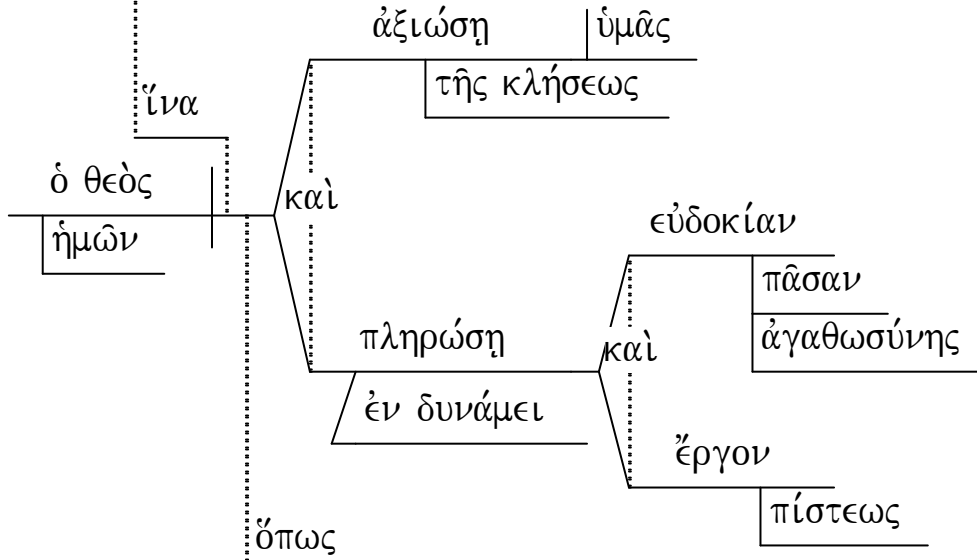 ἀξιώσῃ ὑμᾶς
τῆς κλήσεως
ἵνα
ὁ θεὸς
καὶ
ἡμῶν
εὐδοκίαν
πᾶσαν
πληρώσῃ
καὶ
ἀγαθωσύνης
ἐν δυνάμει
ἔργον
πίστεως
ὅπως